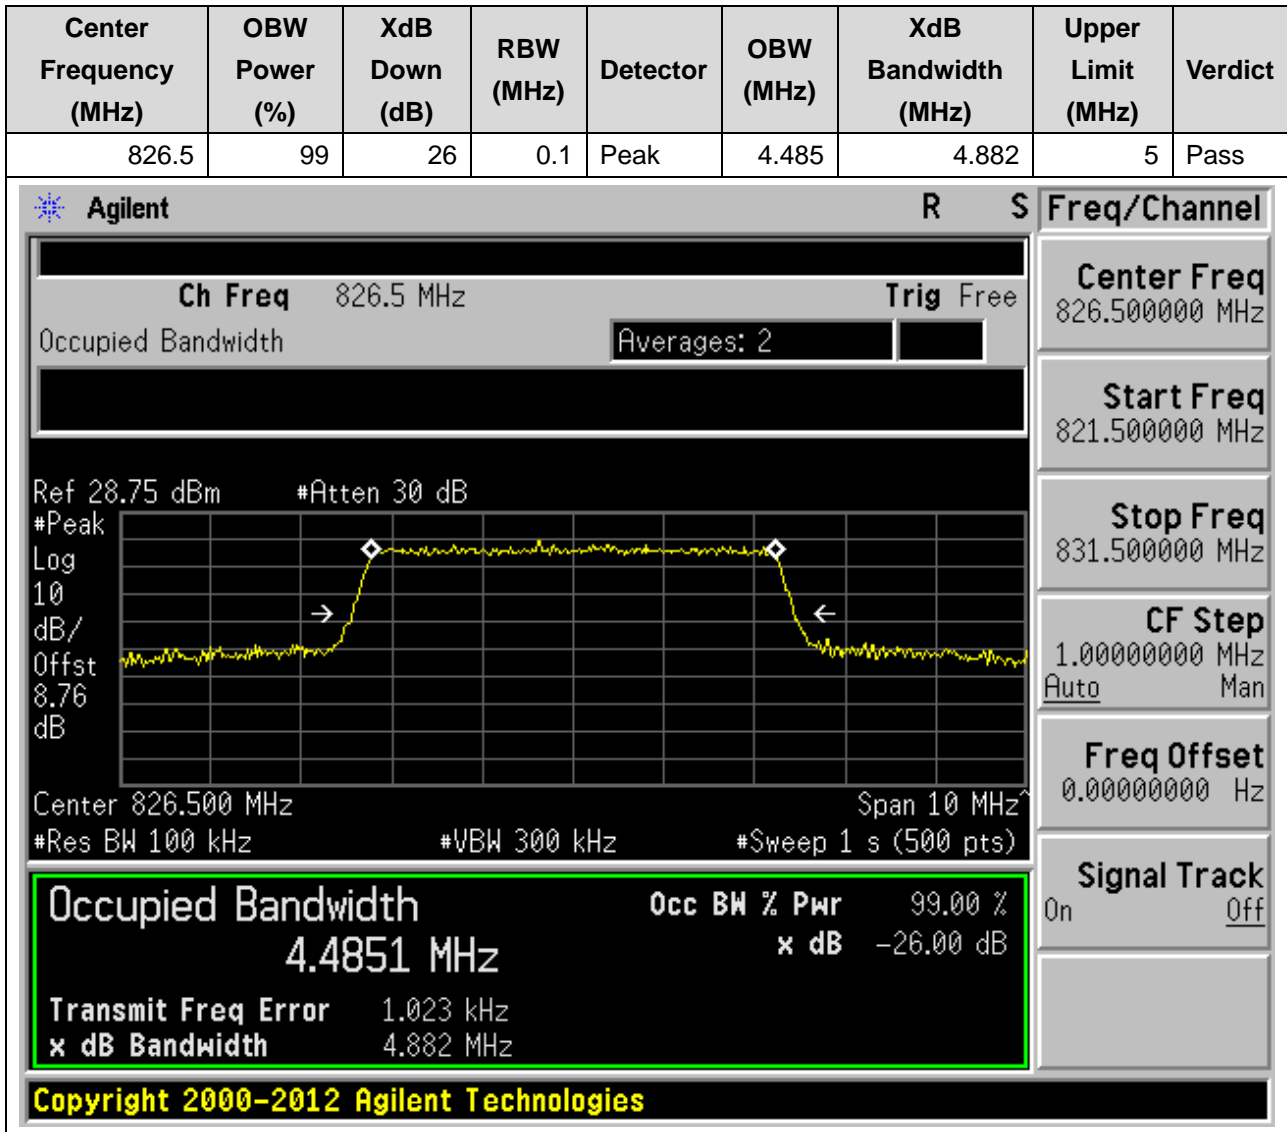 Center Frequency (MHz) OBW Power (%) XdB Down (dB) RBW (MHz) Detector OBW (MHz) XdB Bandwidth (MHz) Upper Limit (MHz) Verdict
826.5 99 26 0.1 Peak 4.485 4.882 5 Pass
Agilent R S Freq/Channel
Ch Freq 826.5 MHz Trig Free
Occupied Bandwidth Averages: 2
Center Freq
826.500000 MHz
Start Freq
821.500000 MHz
Stop Freq
831.500000 MHz
CF Step
1.00000000 MHz
Auto Man
Freq Offset
0.00000000 Hz
Signal Track
On Off
Ref 28.75 dBm #Atten 30 dB
#Peak
Log
10
dB/
Offst
8.76
dB
Center 826.500 MHz Span 10 MHz^
#Res BW 100 kHz #VBW 300 kHz #Sweep 1 s (500 pts)
Occupied Bandwidth Occ BW % Pwr 99.00 %
4.4851 MHz x dB -26.00 dB
Transmit Freq Error 1.023 kHz
x dB Bandwidth 4.882 MHz
Copyright 2000-2012 Agilent Technologies